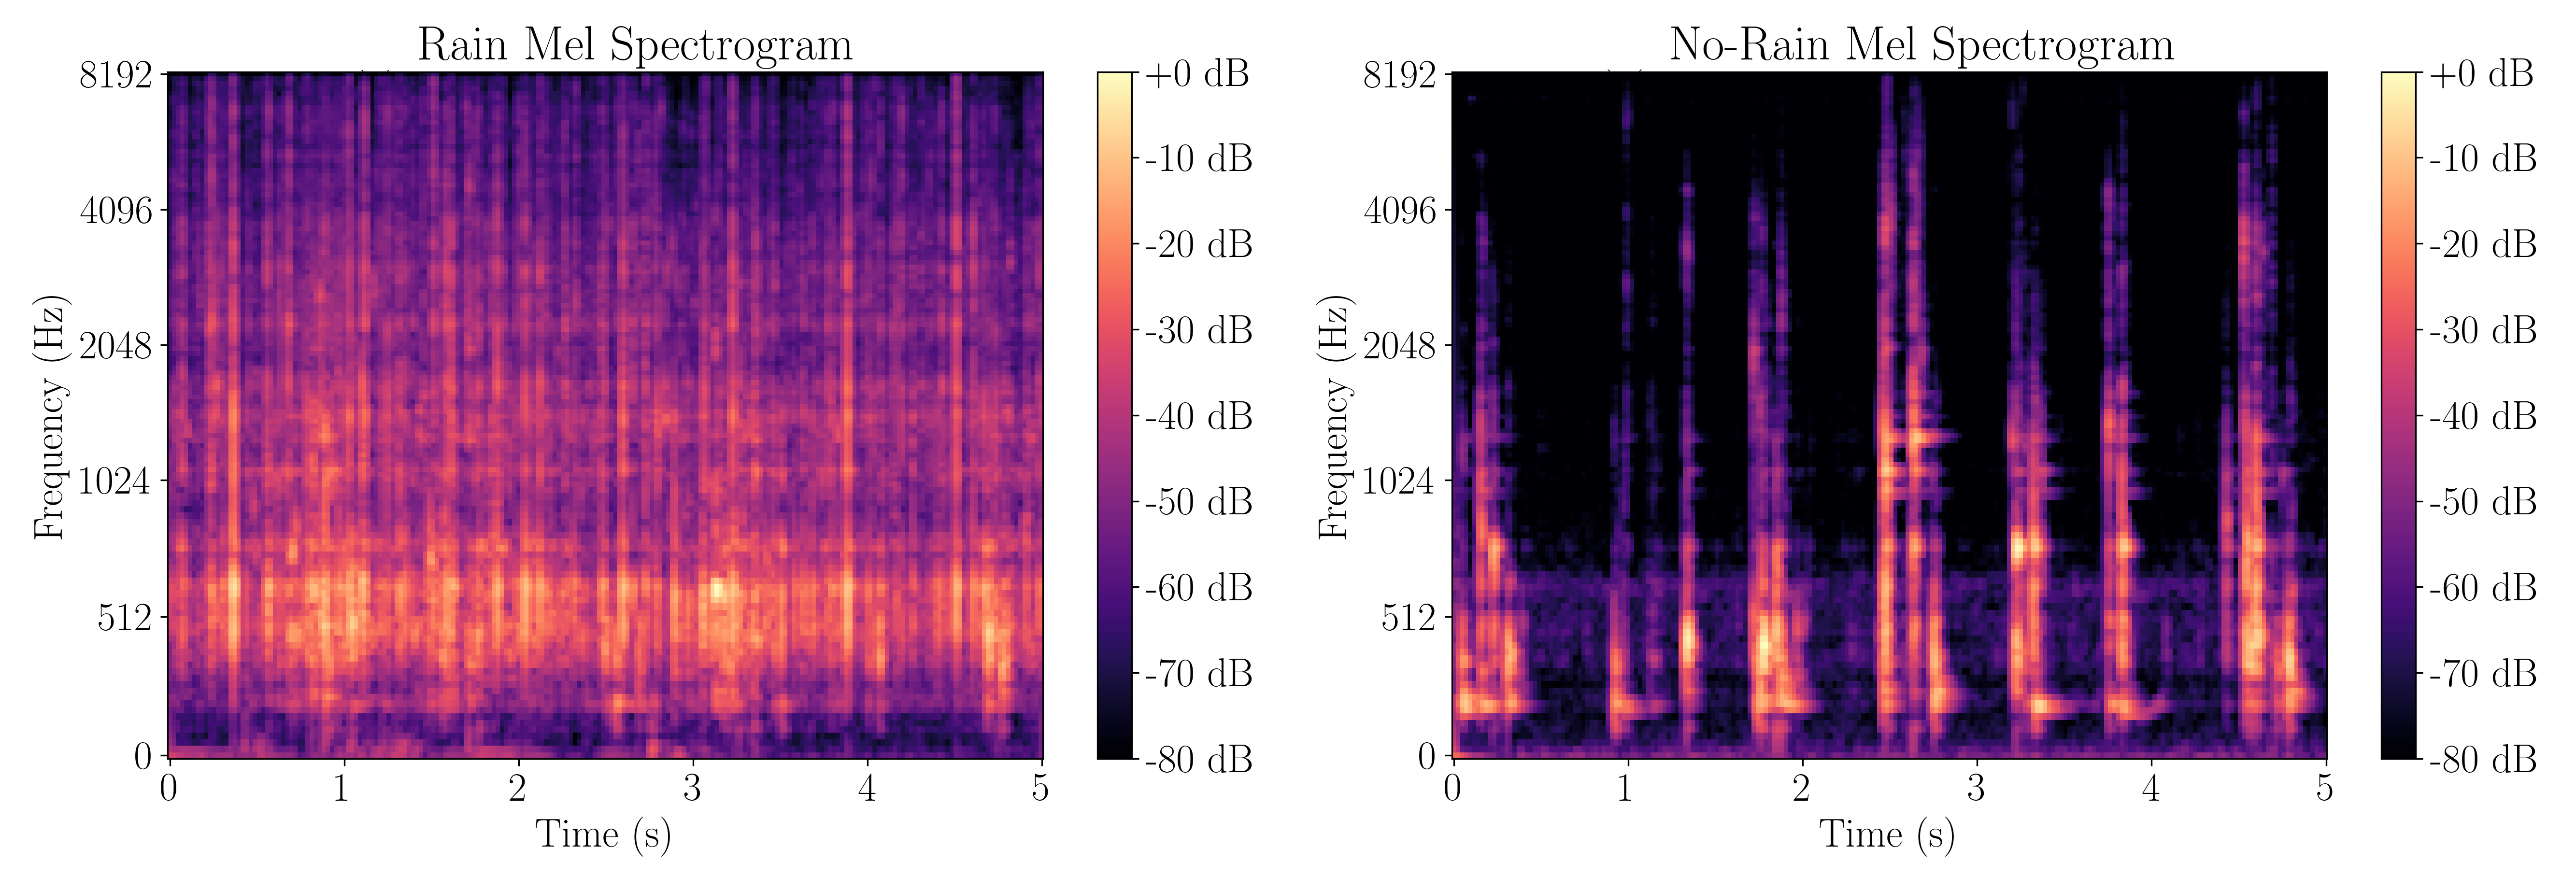 Rain Mel Spectrogram
8192
4096
2048
1024
512
0
Frequency (Hz)
0 1 2 3 4 5
Time (s)
+0 dB
-10 dB
-20 dB
-30 dB
-40 dB
-50 dB
-60 dB
-70 dB
-80 dB
No-Rain Mel Spectrogram
8192
4096
2048
1024
512
0
Frequency (Hz)
0 1 2 3 4 5
Time (s)
+0 dB
-10 dB
-20 dB
-30 dB
-40 dB
-50 dB
-60 dB
-70 dB
-80 dB